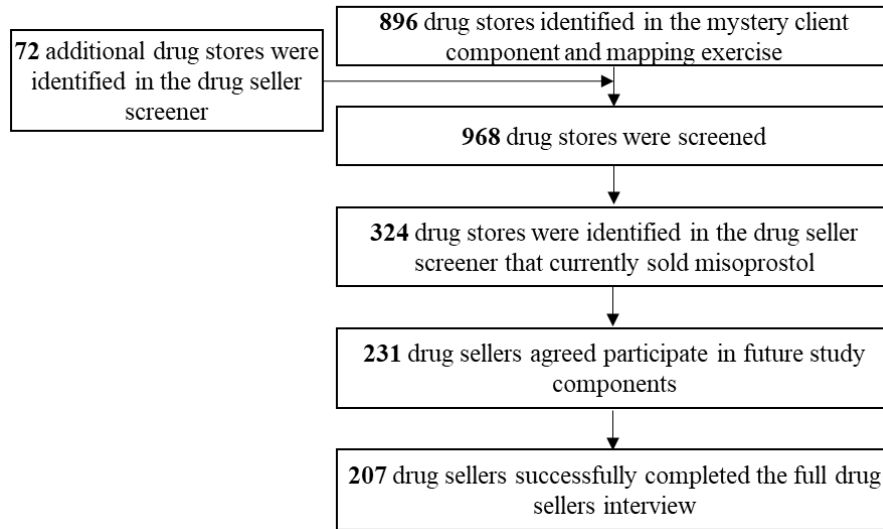 896 drug stores identified in the mystery client
component and mapping exercise
72 additional drug stores were
identified in the drug seller
screener
968 drug stores were screened
324 drug stores were identified in the drug seller
screener that currently sold misoprostol
231 drug sellers agreed participate in future study
components
207 drug sellers successfully completed the full drug
sellers interview